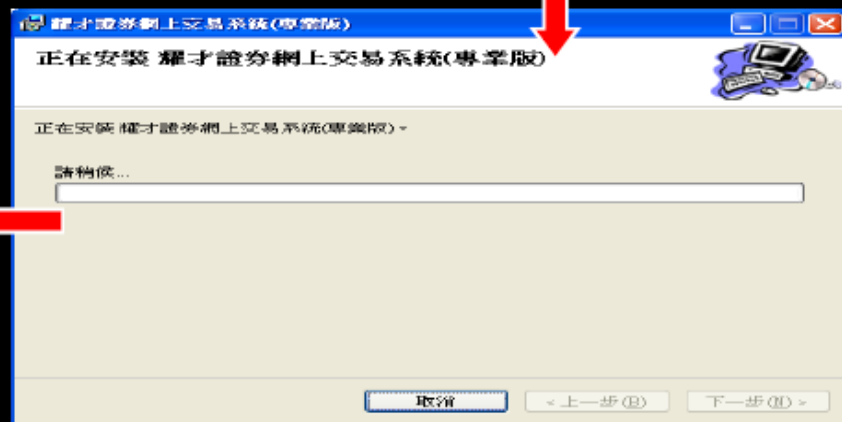 耀才證券網上交易系統(專業版)
正在安裝 耀才證券網上交易系統(專業版)
正在安裝 耀才證券網上交易系統(專業版)。
請稍候...
取消
< 上一步(B)
下一步(N) >